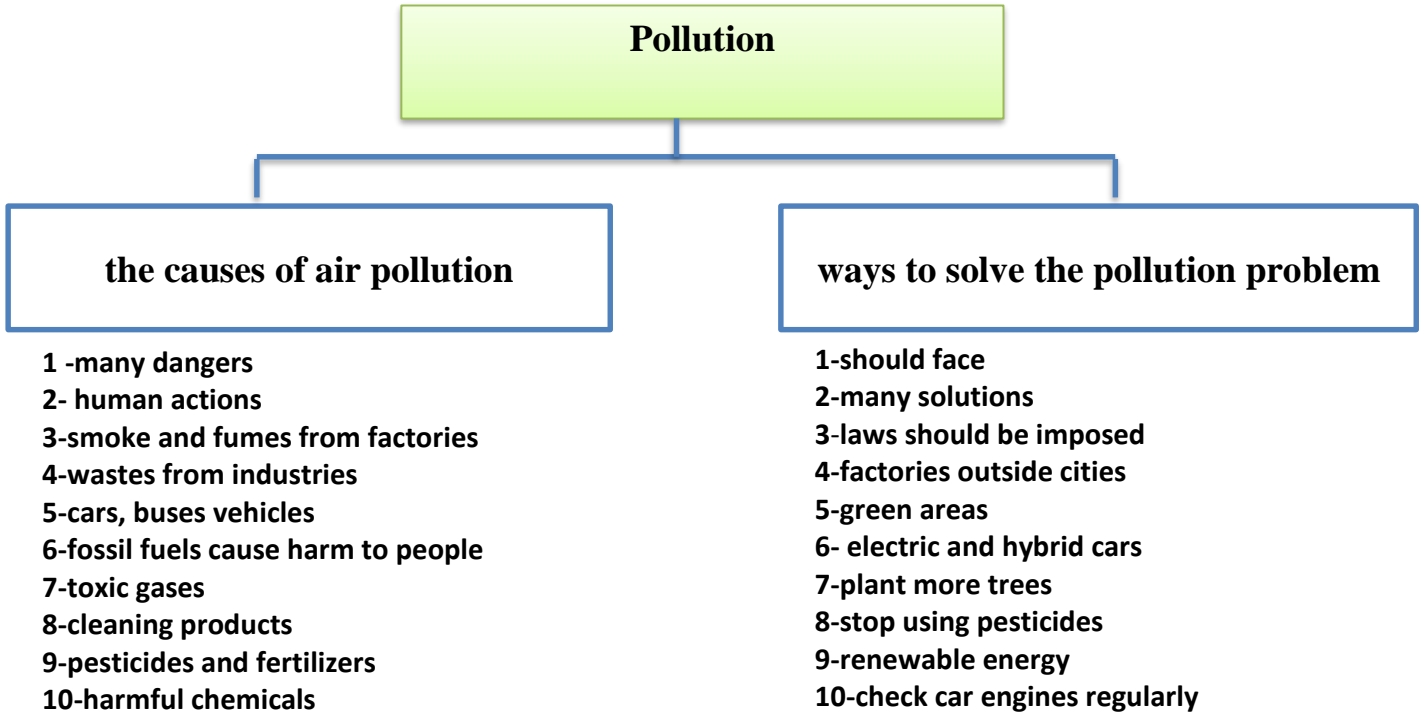 Pollution
the causes of air pollution
1 -many dangers
2- human actions
3-smoke and fumes from factories
4-wastes from industries
5-cars, buses vehicles
6-fossil fuels cause harm to people
7-toxic gases
8-cleaning products
9-pesticides and fertilizers
10-harmful chemicals
ways to solve the pollution problem
1-should face
2-many solutions
3-laws should be imposed
4-factories outside cities
5-green areas
6- electric and hybrid cars
7-plant more trees
8-stop using pesticides
9-renewable energy
10-check car engines regularly